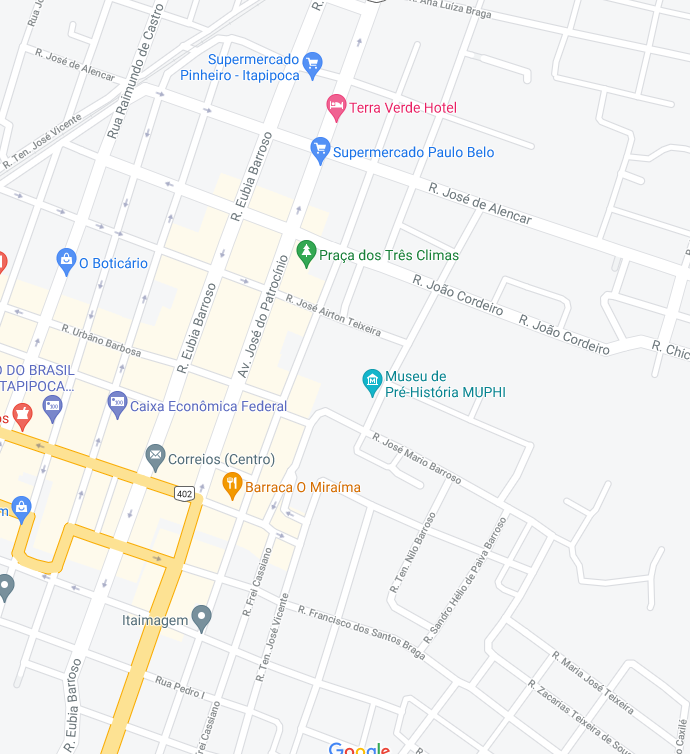 Ana Luíza Braga
R. José de Alencar
Rua Raimundo de Castro
Supermercado
Pinheiro - Itapipoca
Terra Verde Hotel
R. Ten. José Vicente
R. Eubia Barroso
Supermercado Paulo Belo
R. José de Alencar
O Boticário
Praça dos Três Climas
R. João Cordeiro
R. João Cordeiro
R. Chic
R. José Airton Teixeira
Av. José do Patrocínio
R. Eubia Barroso
R. Urbano Barbosa
O DO BRASIL
TAPIPOCA...
Museu de
Pré-História MUPHI
Caixa Econômica Federal
os
R. José Mario Barroso
Correios (Centro)
402
Barraca O Miraíma
m
R. Ten. Nilo Barroso
R. Sandro Hélio de Paiva Barroso
R. Frei Cassiano
R. Ten. José Vicente
Itaimagem
R. Francisco dos Santos Braga
R. Maria José Teixeira
R. Zacarias Teixeira de Sou
Rua Pedro I
R. Eubia Barroso
Frei Cassiano
Caxilé
Google